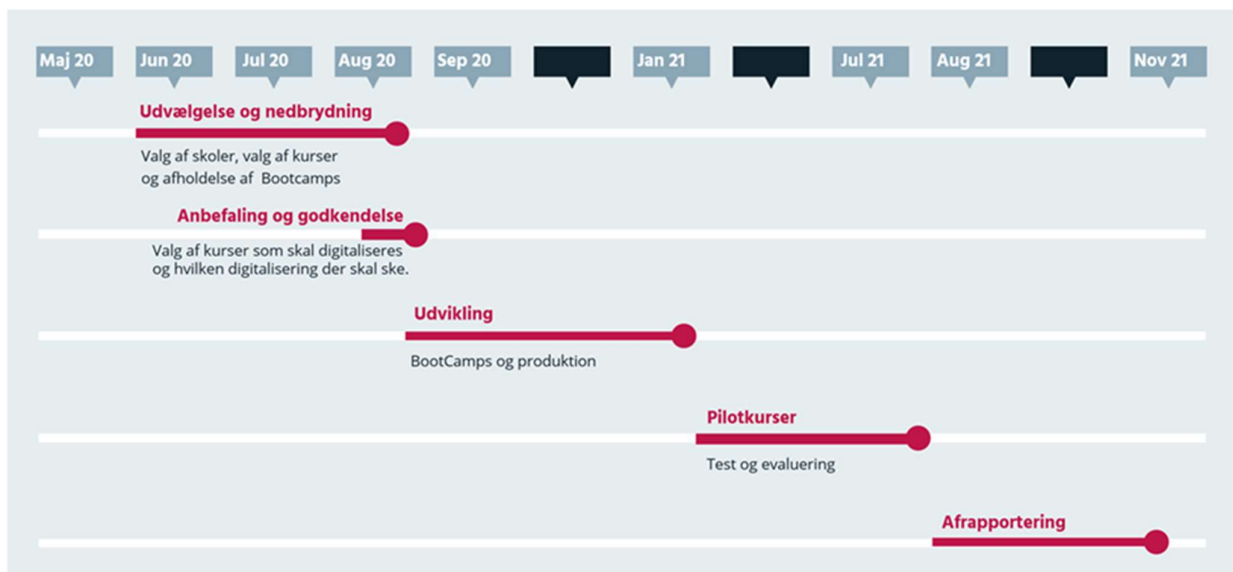 Maj 20
Jun 20
Jul 20
Aug 20
Sep 20
Jan 21
Jul 21
Aug 21
Nov 21
Udvælgelse og nedbrydning
Valg af skoler, valg af kurser
og afholdelse af Bootcamps
Anbefaling og godkendelse
Valg af kurser som skal digitaliseres
og hvilken digitalisering der skal ske.
Udvikling
BootCamps og produktion
Pilotkurser
Test og evaluering
Afrapportering